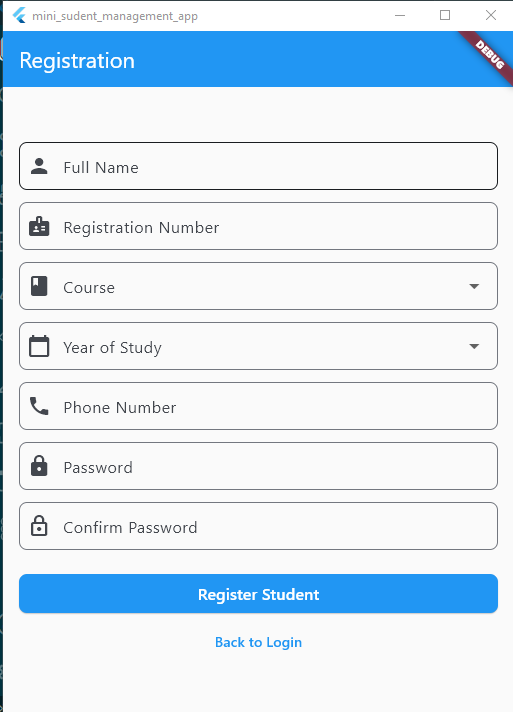 mini_sudent_management_app
Registration
DEBUG
Full Name
Registration Number
Course
Year of Study
Phone Number
Password
Confirm Password
Register Student
Back to Login